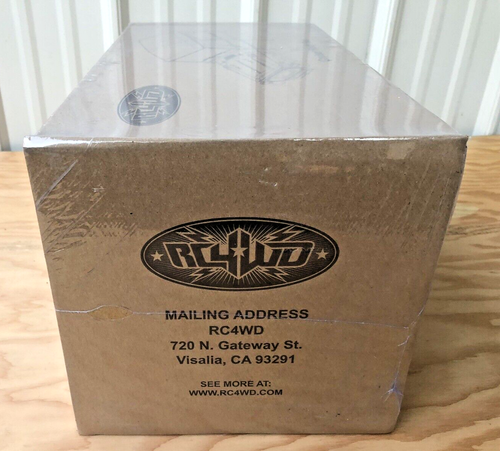 RC4WD
MAILING ADDRESS
RC4WD
720 N. Gateway St.
Visalia, CA 93291
SEE MORE AT:
WWW.RC4WD.COM